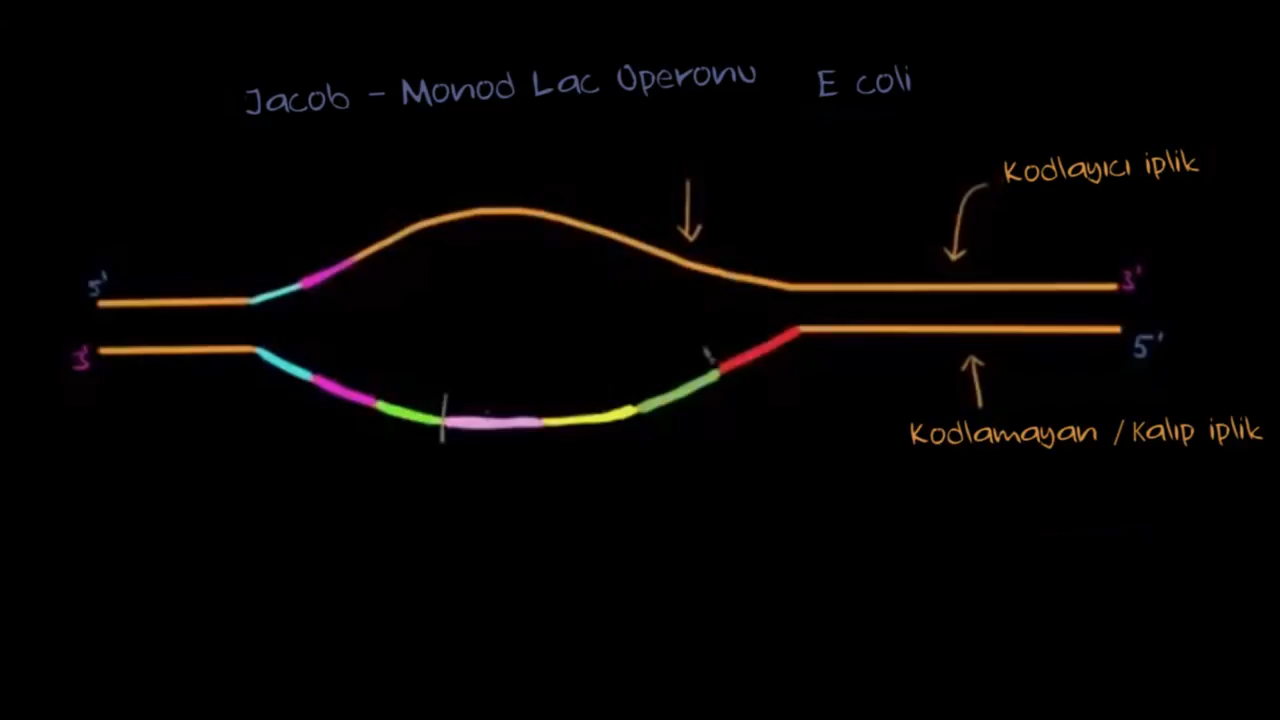 Jacob - Monod Lac Operonu E coli
Kodlayıcı iplik
5'
3'
3'
5'
Kodlamayan / Kalıp iplik